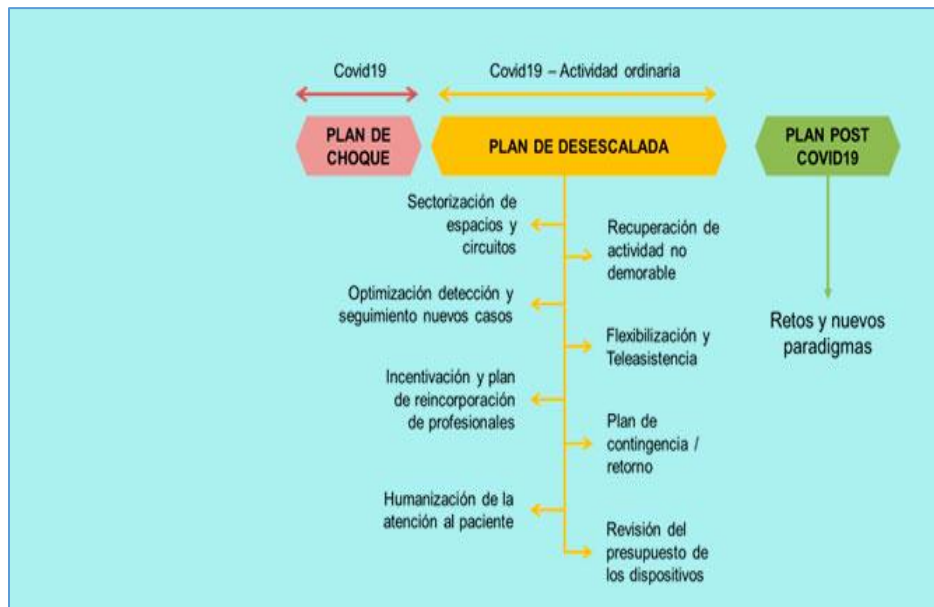 Covid19
Covid19 – Actividad ordinaria
PLAN DE
CHOQUE
PLAN DE DESESCALADA
PLAN POST
COVID19
Sectorización de
espacios y
circuitos
Recuperación de
actividad no
demorable
Optimización detección y
seguimiento nuevos casos
Flexibilización y
Teleasistencia
Incentivación y plan
de reincorporación
de profesionales
Plan de
contingencia /
retorno
Humanización de la
atención al paciente
Revisión del
presupuesto de
los dispositivos
Retos y nuevos
paradigmas